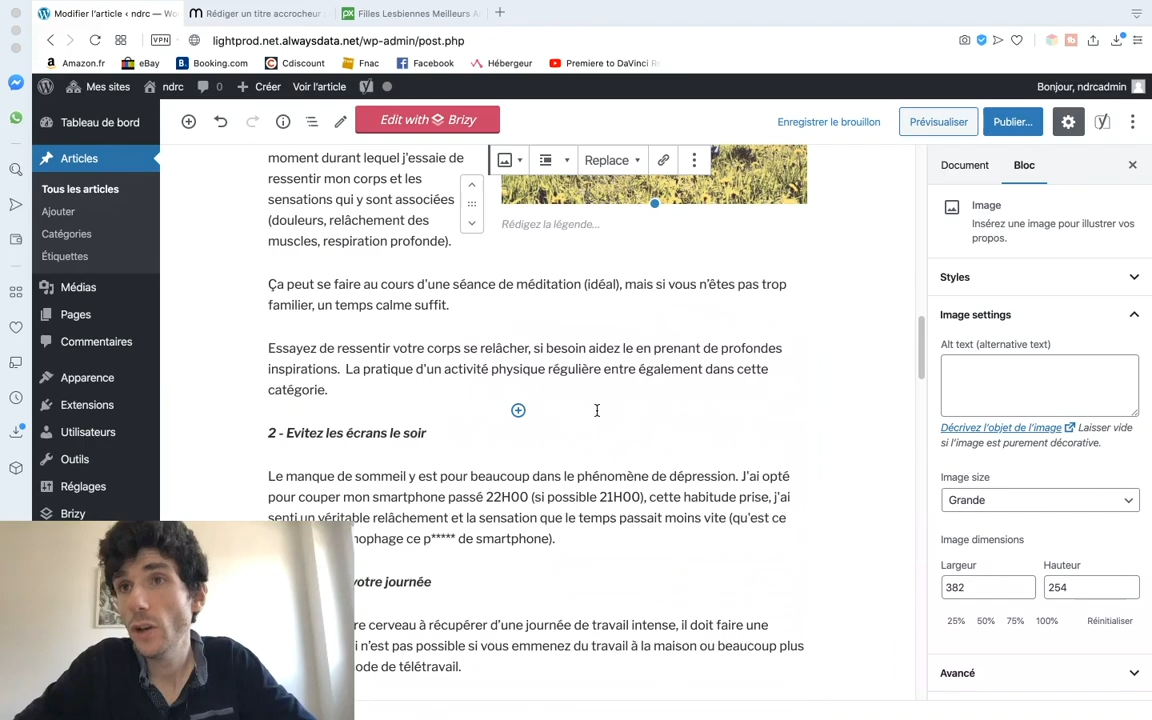 Modifier l'article ‹ ndrc — Wo
Rédiger un titre accrocheur
Filles Lesbiennes Meilleurs A
VPN
lightprod.net.alwaysdata.net/wp-admin/post.php
Amazon.fr
eBay
Booking.com
Cdiscount
Fnac
Facebook
Hébergeur
Premiere to DaVinci Re
Mes sites
ndrc
0
Créer
Voir l'article
Bonjour, ndrcadmin
Tableau de bord
Articles
Tous les articles
Ajouter
Catégories
Étiquettes
Médias
Pages
Commentaires
Apparence
Extensions
Utilisateurs
Outils
Réglages
Brizy
Edit with Brizy
Enregistrer le brouillon
Prévisualiser
Publier…
Replace
moment durant lequel j'essaie de
ressentir mon corps et les
sensations qui y sont associées
(douleurs, relâchement des
muscles, respiration profonde).
Rédigez la légende…
Ça peut se faire au cours d'une séance de méditation (idéal), mais si vous n'êtes pas trop
familier, un temps calme suffit.
Essayez de ressentir votre corps se relâcher, si besoin aidez le en prenant de profondes
inspirations. La pratique d'un activité physique régulière entre également dans cette
catégorie.
2 - Evitez les écrans le soir
Le manque de sommeil y est pour beaucoup dans le phénomène de dépression. J'ai opté
pour couper mon smartphone passé 22H00 (si possible 21H00), cette habitude prise, j'ai
senti un véritable relâchement et la sensation que le temps passait moins vite (qu'est ce
nophage ce p***** de smartphone).
votre journée
re cerveau à récupérer d'une journée de travail intense, il doit faire une
i n'est pas possible si vous emmenez du travail à la maison ou beaucoup plus
ode de télétravail.
Document
Bloc
Image
Insérez une image pour illustrer vos
propos.
Styles
Image settings
Alt text (alternative text)
Décrivez l'objet de l'image Laisser vide
si l'image est purement décorative.
Image size
Grande
Image dimensions
Largeur
Hauteur
382
254
25%
50%
75%
100%
Réinitialiser
Avancé